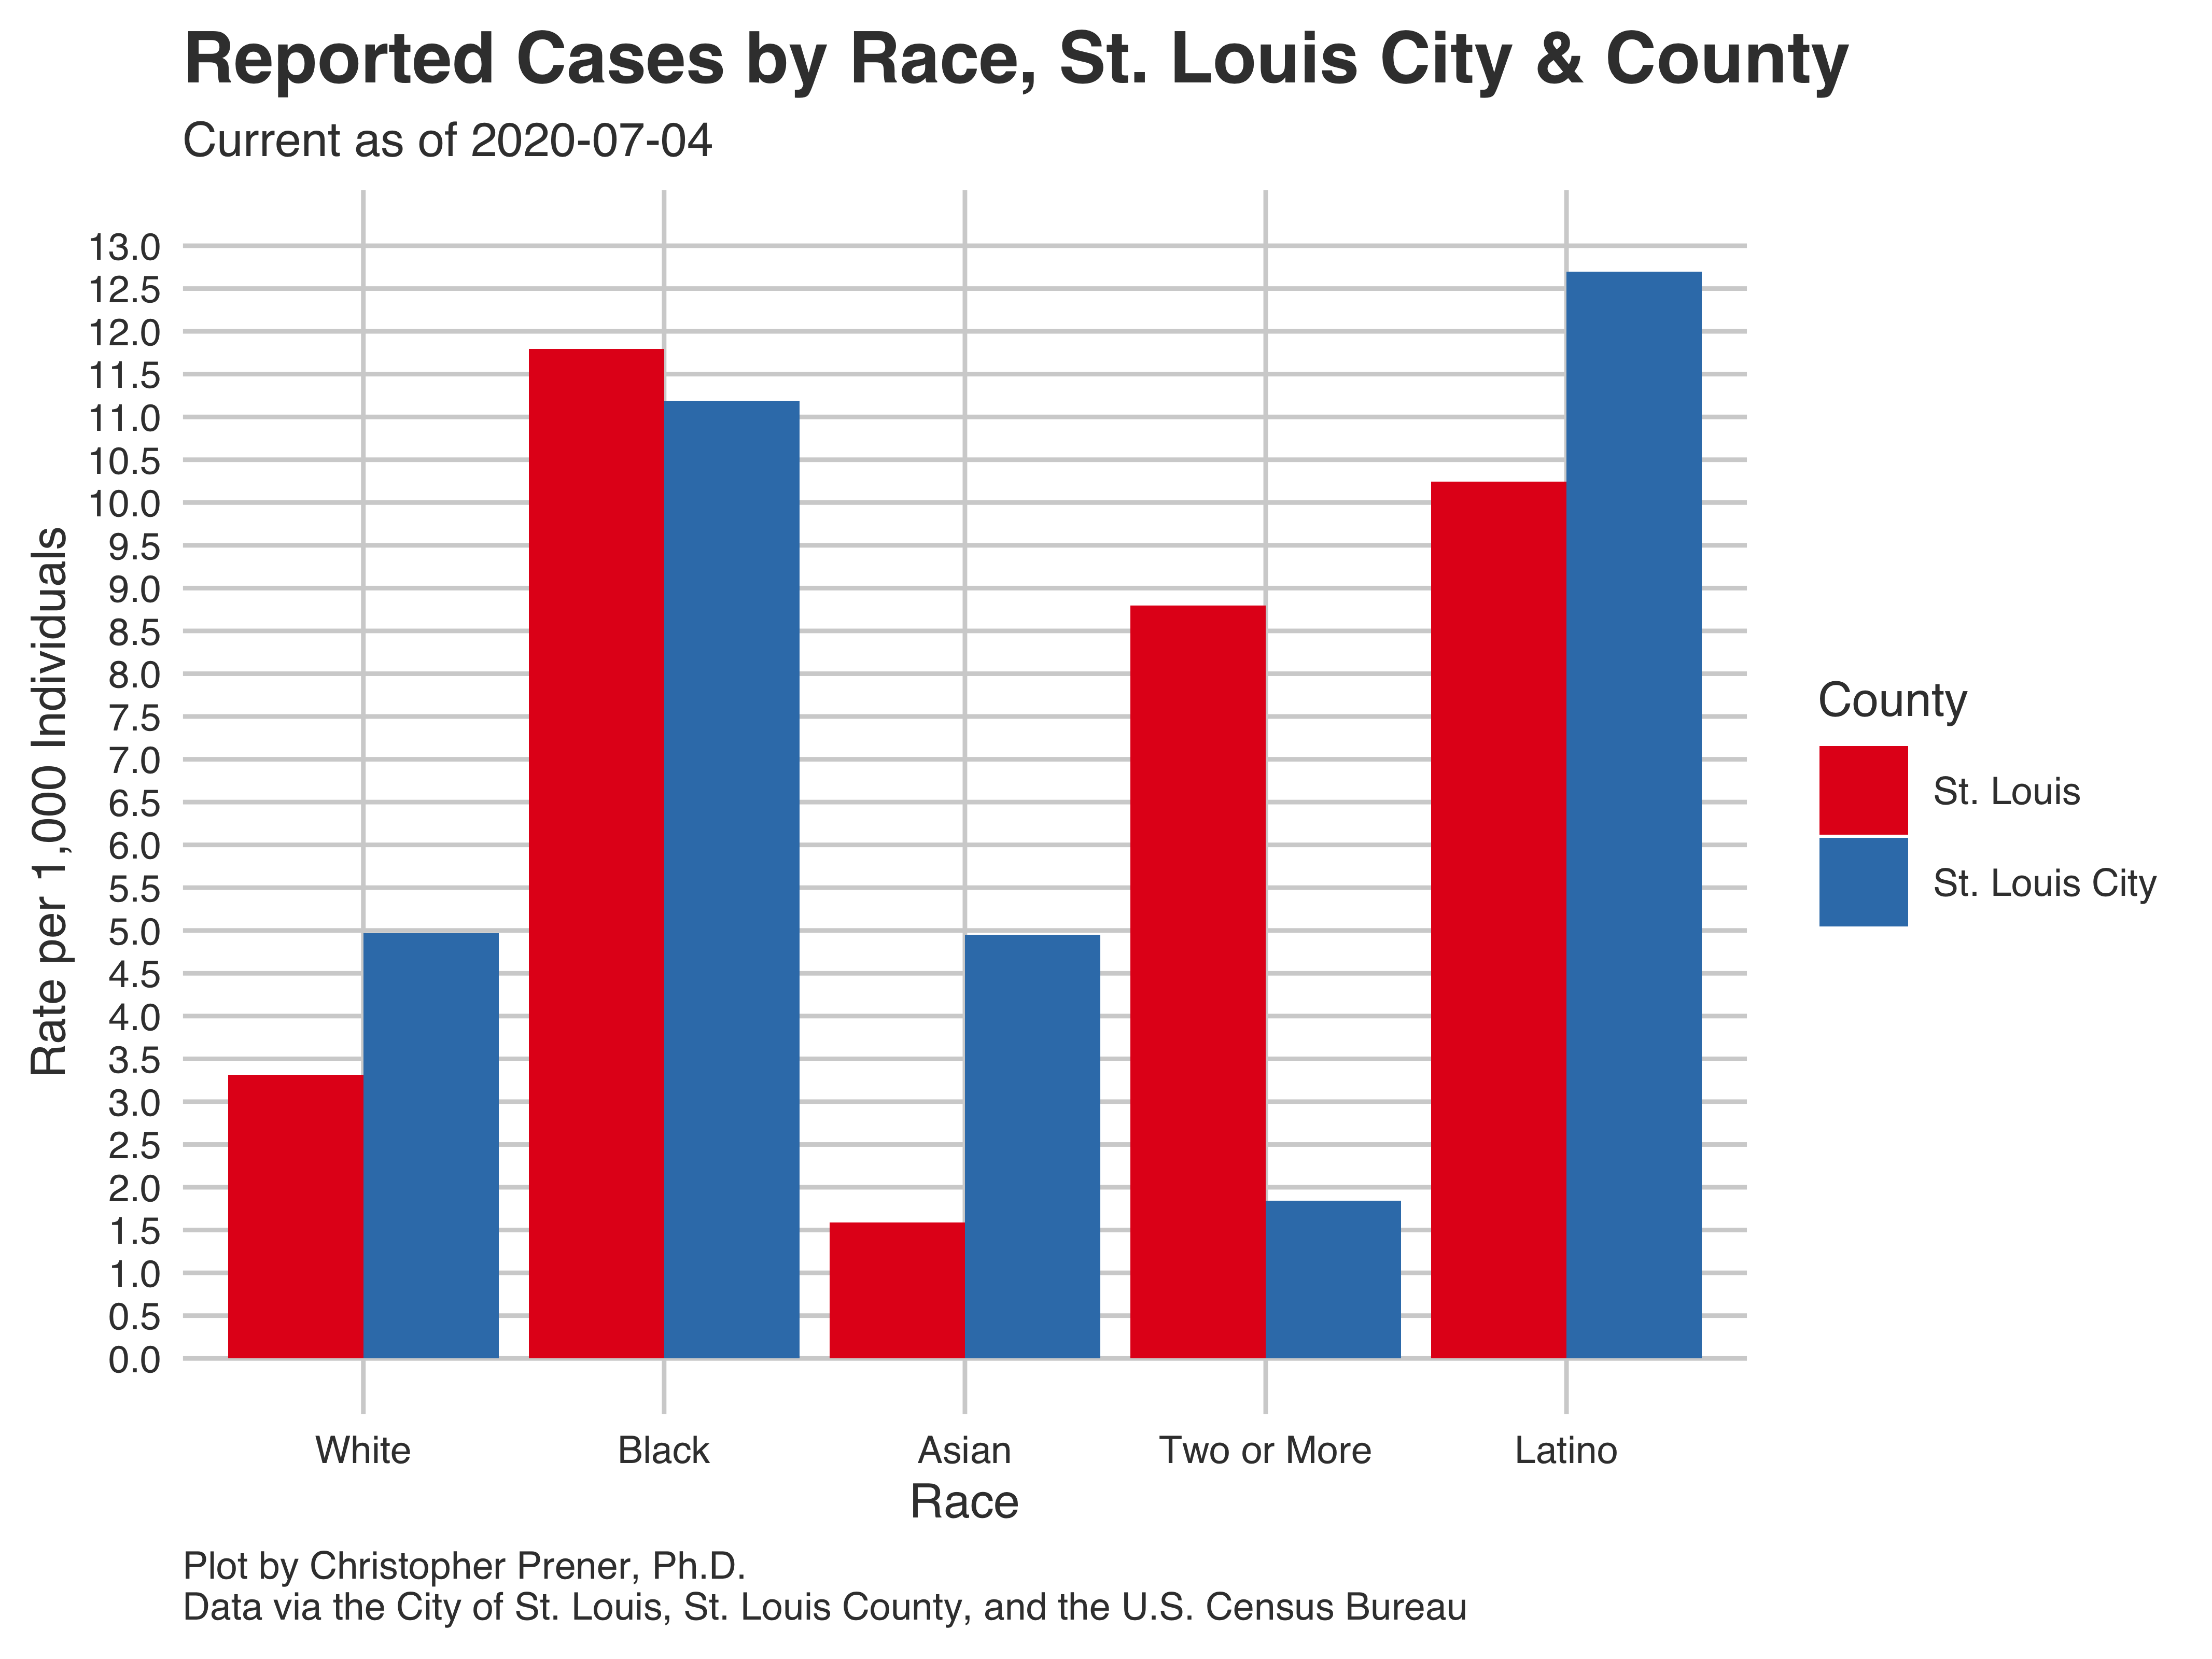 Reported Cases by Race, St. Louis City & County
Current as of 2020-07-04
13.0
12.5
12.0
11.5
11.0
10.5
10.0
9.5
9.0
8.5
8.0
7.5
7.0
6.5
6.0
5.5
5.0
4.5
4.0
3.5
3.0
2.5
2.0
1.5
1.0
0.5
0.0
Rate per 1,000 Individuals
White
Black
Asian
Two or More
Latino
Race
County
St. Louis
St. Louis City
Plot by Christopher Prener, Ph.D.
Data via the City of St. Louis, St. Louis County, and the U.S. Census Bureau